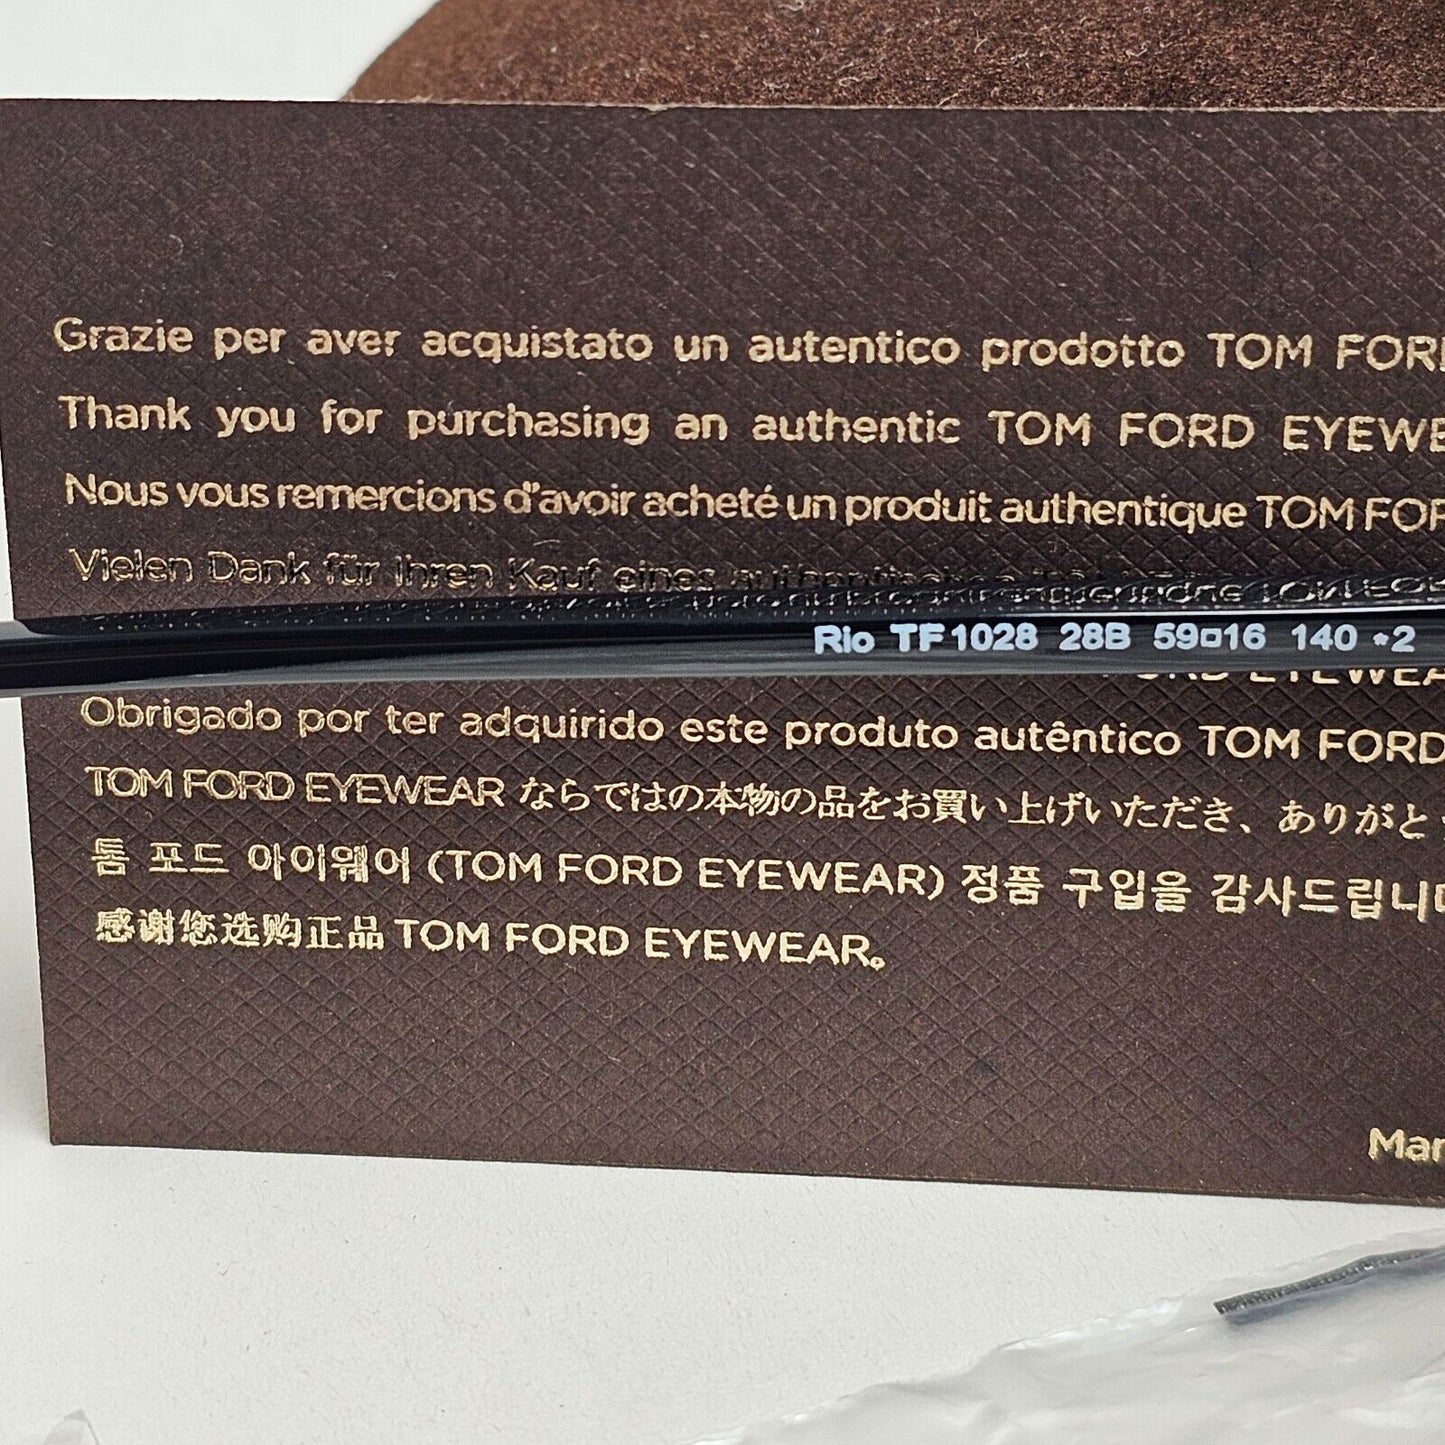 Grazie per aver acquistato un autentico prodotto TOM FORD
Thank you for purchasing an authentic TOM FORD EYEWE
Nous vous remercions d'avoir acheté un produit authentique TOM FOR
Vielen Dank für Ihren Kauf eines
Rio TF1028 28B 59□16 140 *2
FORD EYEWEA
Obrigado por ter adquirido este produto autêntico TOM FORD
TOM FORD EYEWEAR ならではの本物の品をお買い上げいただき、ありがと
톰 포드 아이웨어 (TOM FORD EYEWEAR) 정품 구입을 감사드립니다
感谢您选购正品 TOM FORD EYEWEAR。
Mar